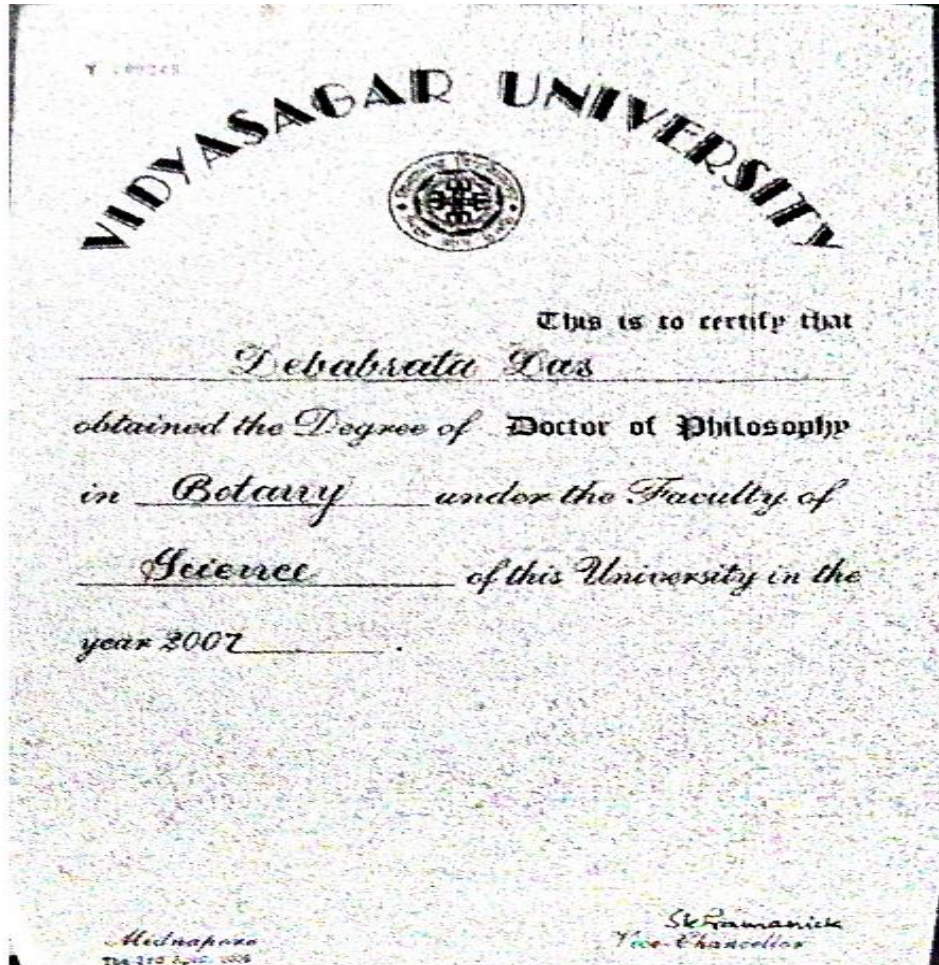 VIDYASAGAR UNIVERSITY
This is to certify that
Debabrata Das
obtained the Degree of Doctor of Philosophy
in Botany under the Faculty of
Science of this University in the
year 2007 .
Midnapore
Vice-Chancellor